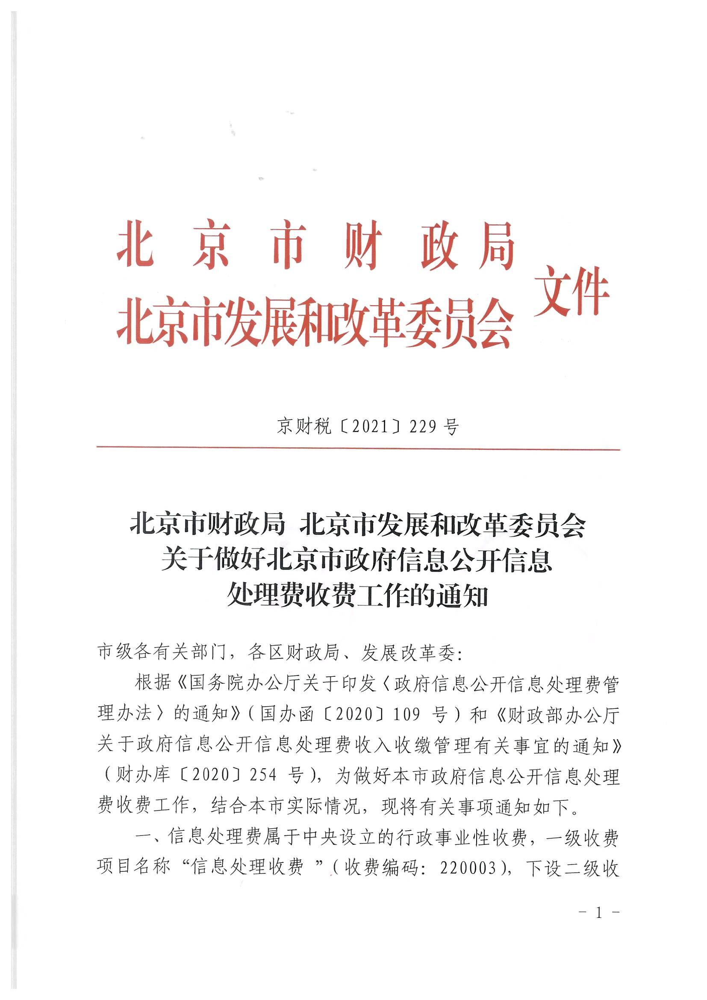 北京市财政局
北京市发展和改革委员会
文件
京财税〔2021〕229 号
北京市财政局 北京市发展和改革委员会
关于做好北京市政府信息公开信息
处理费收费工作的通知
市级各有关部门，各区财政局、发展改革委：
根据《国务院办公厅关于印发〈政府信息公开信息处理费管
理办法〉的通知》（国办函〔2020〕109 号）和《财政部办公厅
关于政府信息公开信息处理费收入收缴管理有关事宜的通知》
（财办库〔2020〕254 号），为做好本市政府信息公开信息处理
费收费工作，结合本市实际情况，现将有关事项通知如下。
一、信息处理费属于中央设立的行政事业性收费，一级收费
项目名称“信息处理收费 ”（收费编码：220003），下设二级收
- 1 -